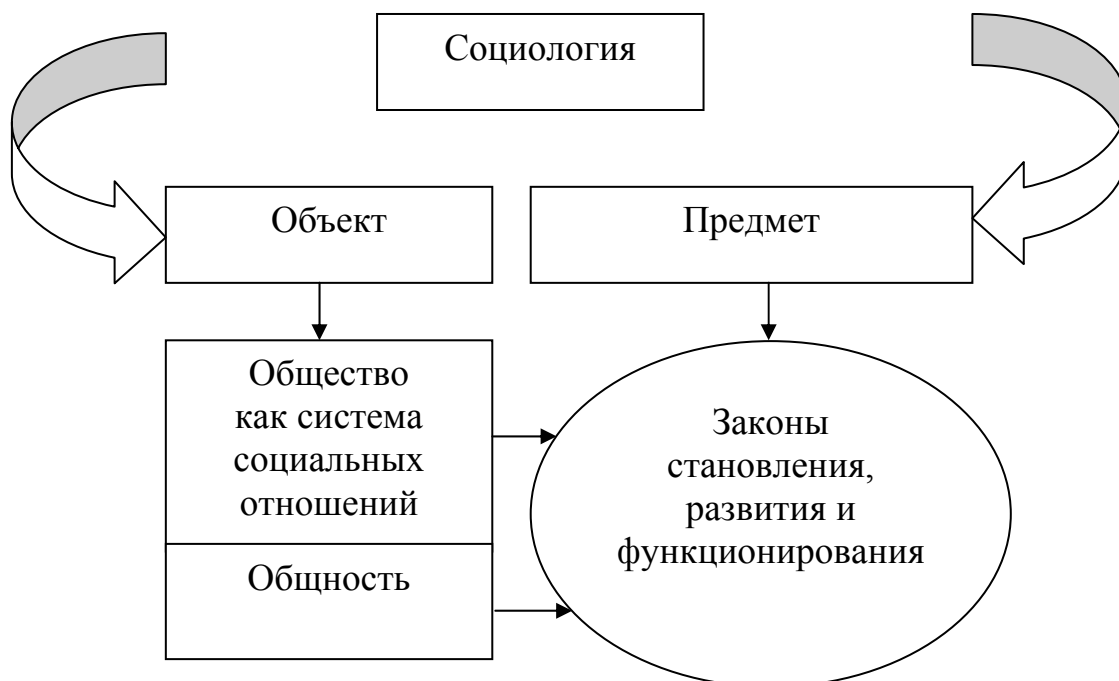 Социология
Объект
Предмет
Общество
как система
социальных
отношений
Общность
Законы
становления,
развития и
функционирования